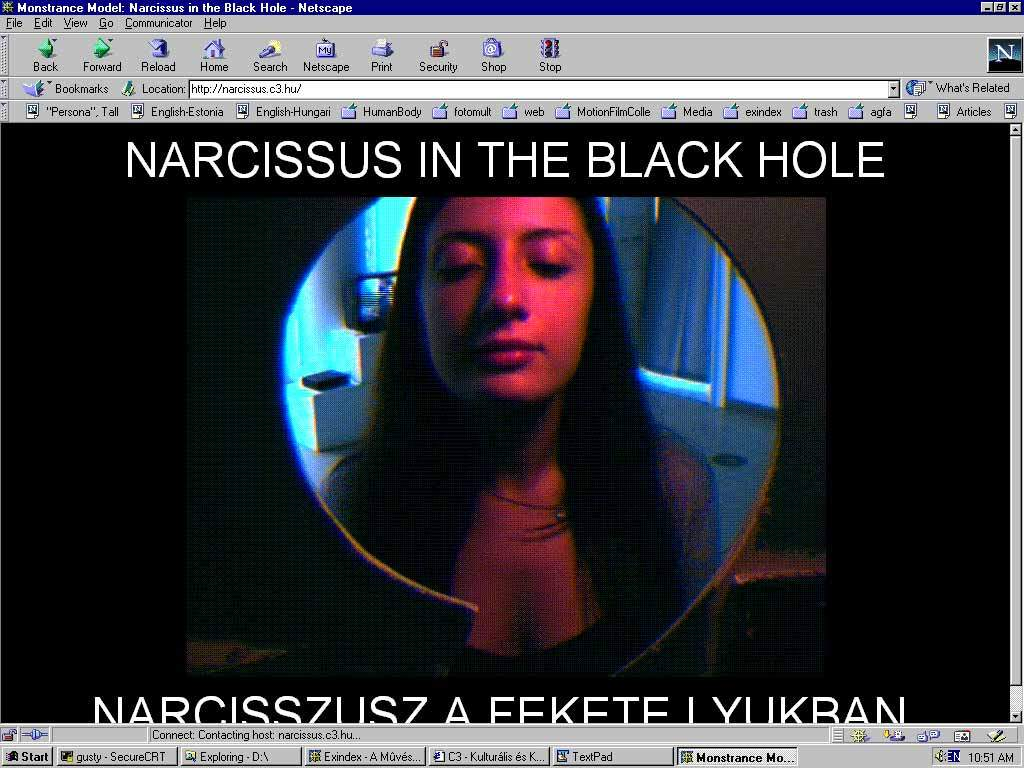 Monstrance Model: Narcissus in the Black Hole - Netscape
File Edit View Go Communicator Help
My N
Back Forward Reload Home Search Netscape Print Security Shop Stop
Bookmarks Location: http://narcissus.c3.hu/ What's Related
"Persona", Tall English-Estonia English-Hungari HumanBody fotomult web MotionFilmColle Media exindex trash agfa Articles
NARCISSUS IN THE BLACK HOLE
NARCISSZUSZ A FEKETE LYUKBAN
Connect: Contacting host: narcissus.c3.hu...
Start gusty - SecureCRT Exploring - D:\ Exindex - A Mûvés... C3 - Kulturális és K... TextPad Monstrance Mo... EN 10:51 AM